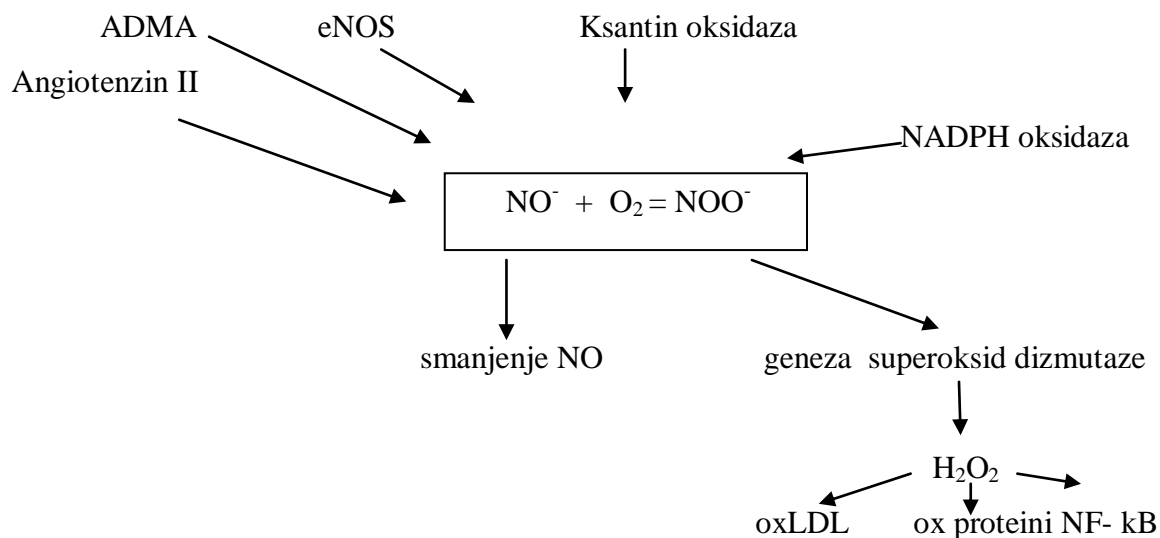 ADMA eNOS Ksantin oksidaza
Angiotenzin II
NADPH oksidaza
NO⁻ + O₂ = NOO⁻
smanjenje NO geneza superoksid dizmutaze
H₂O₂
oxLDL ox proteini NF- kB